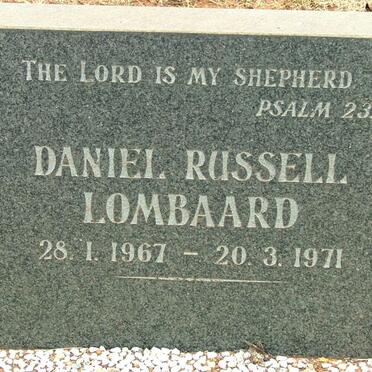 THE LORD IS MY SHEPHERD
PSALM 23.
DANIEL RUSSELL
LOMBAARD
28. 1. 1967 – 20. 3. 1971